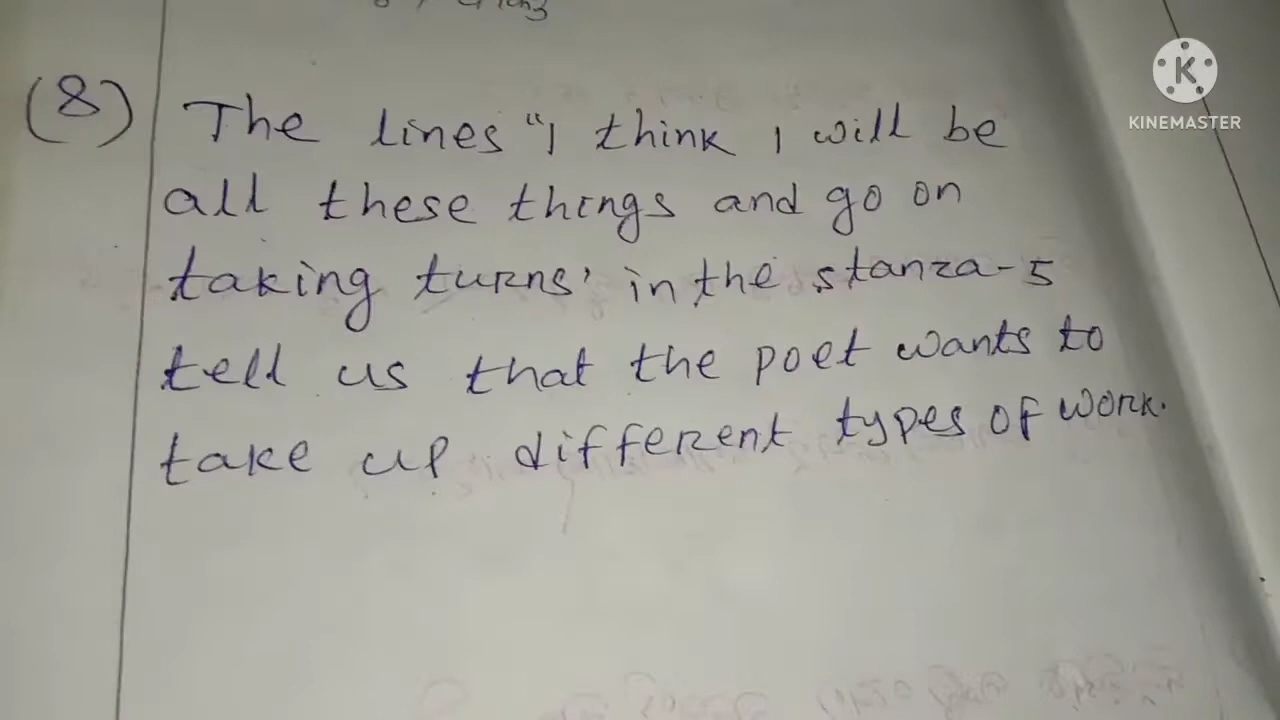 (8) The lines "I think I will be
all these things and go on
taking turns' in the stanza-5
tell us that the poet wants to
take up different types of work.
K
KINEMASTER